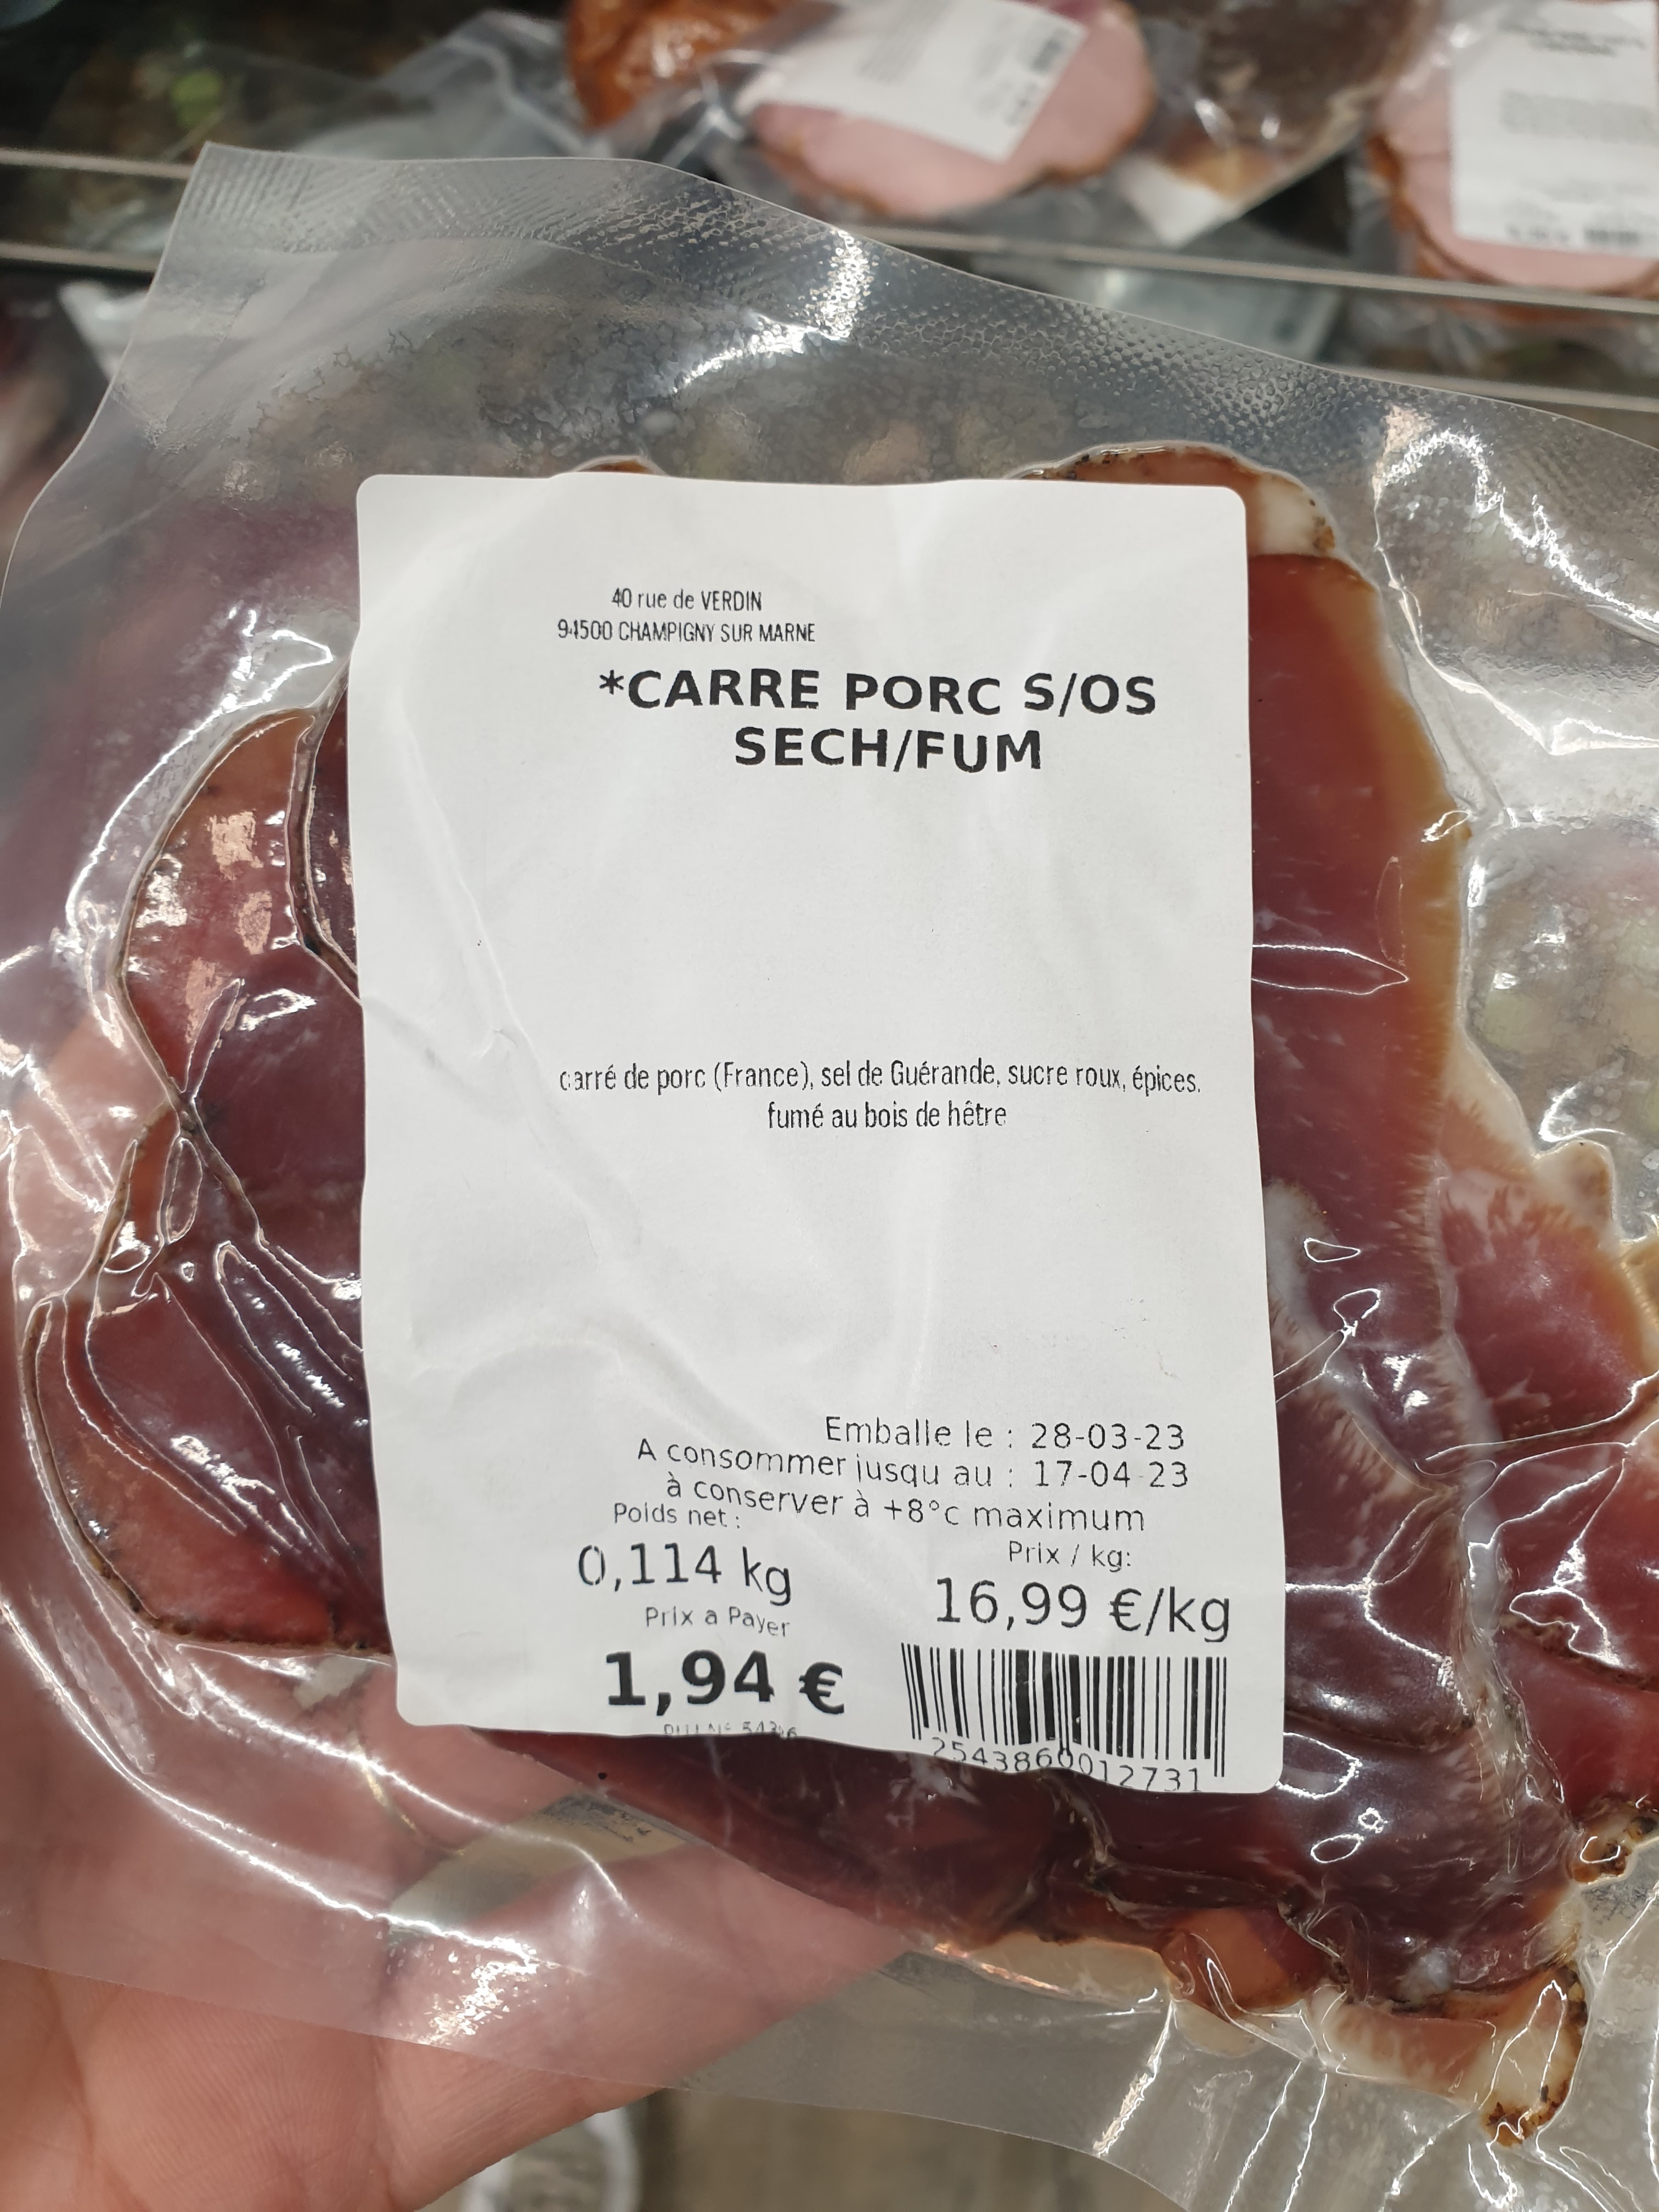 40 rue de VERDIN
94500 CHAMPIGNY SUR MARNE
*CARRE PORC S/OS
SECH/FUM
carré de porc (France), sel de Guérande, sucre roux, épices.
fumé au bois de hêtre
Emballe le : 28-03-23
A consommer jusqu au : 17-04-23
à conserver à +8°c maximum
Poids net :
Prix / kg:
0,114 kg
16,99 €/kg
Prix a Payer
1,94 €
2543860012731